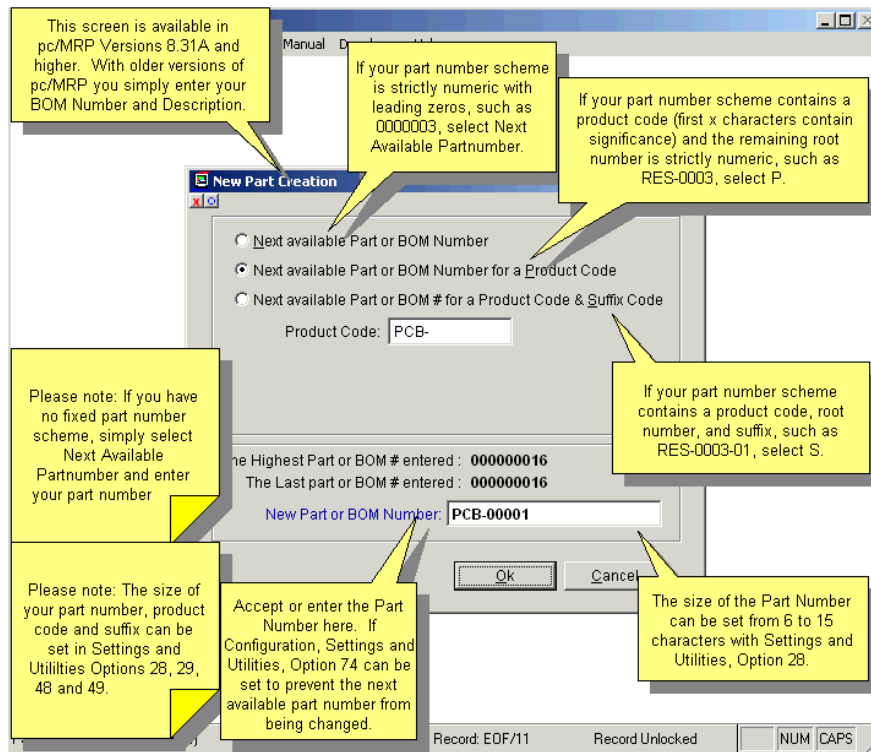 This screen is available in
pc/MRP Versions 8.31A and
higher. With older versions of
pc/MRP you simply enter your
BOM Number and Description.
Manual
If your part number scheme
is strictly numeric with
leading zeros, such as
0000003, select Next
Available Partnumber.
If your part number scheme contains a
product code (first x characters contain
significance) and the remaining root
number is strictly numeric, such as
RES-0003, select P.
New Part Creation
Next available Part or BOM Number
Next available Part or BOM Number for a Product Code
Next available Part or BOM # for a Product Code & Suffix Code
Product Code: PCB-
Please note: If you have
no fixed part number
scheme, simply select
Next Available
Partnumber and enter
your part number
If your part number scheme
contains a product code, root
number, and suffix, such as
RES-0003-01, select S.
he Highest Part or BOM # entered : 000000016
The Last part or BOM # entered : 000000016
New Part or BOM Number: PCB-00001
Ok
Cancel
Please note: The size of
your part number, product
code and suffix can be
set in Settings and
Utililties Options 28, 29,
48 and 49.
Accept or enter the Part
Number here. If
Configuration, Settings and
Utilities, Option 74 can be
set to prevent the next
available part number from
being changed.
The size of the Part Number
can be set from 6 to 15
characters with Settings and
Utilities, Option 28.
Record: EOF/11
Record Unlocked
NUM
CAPS